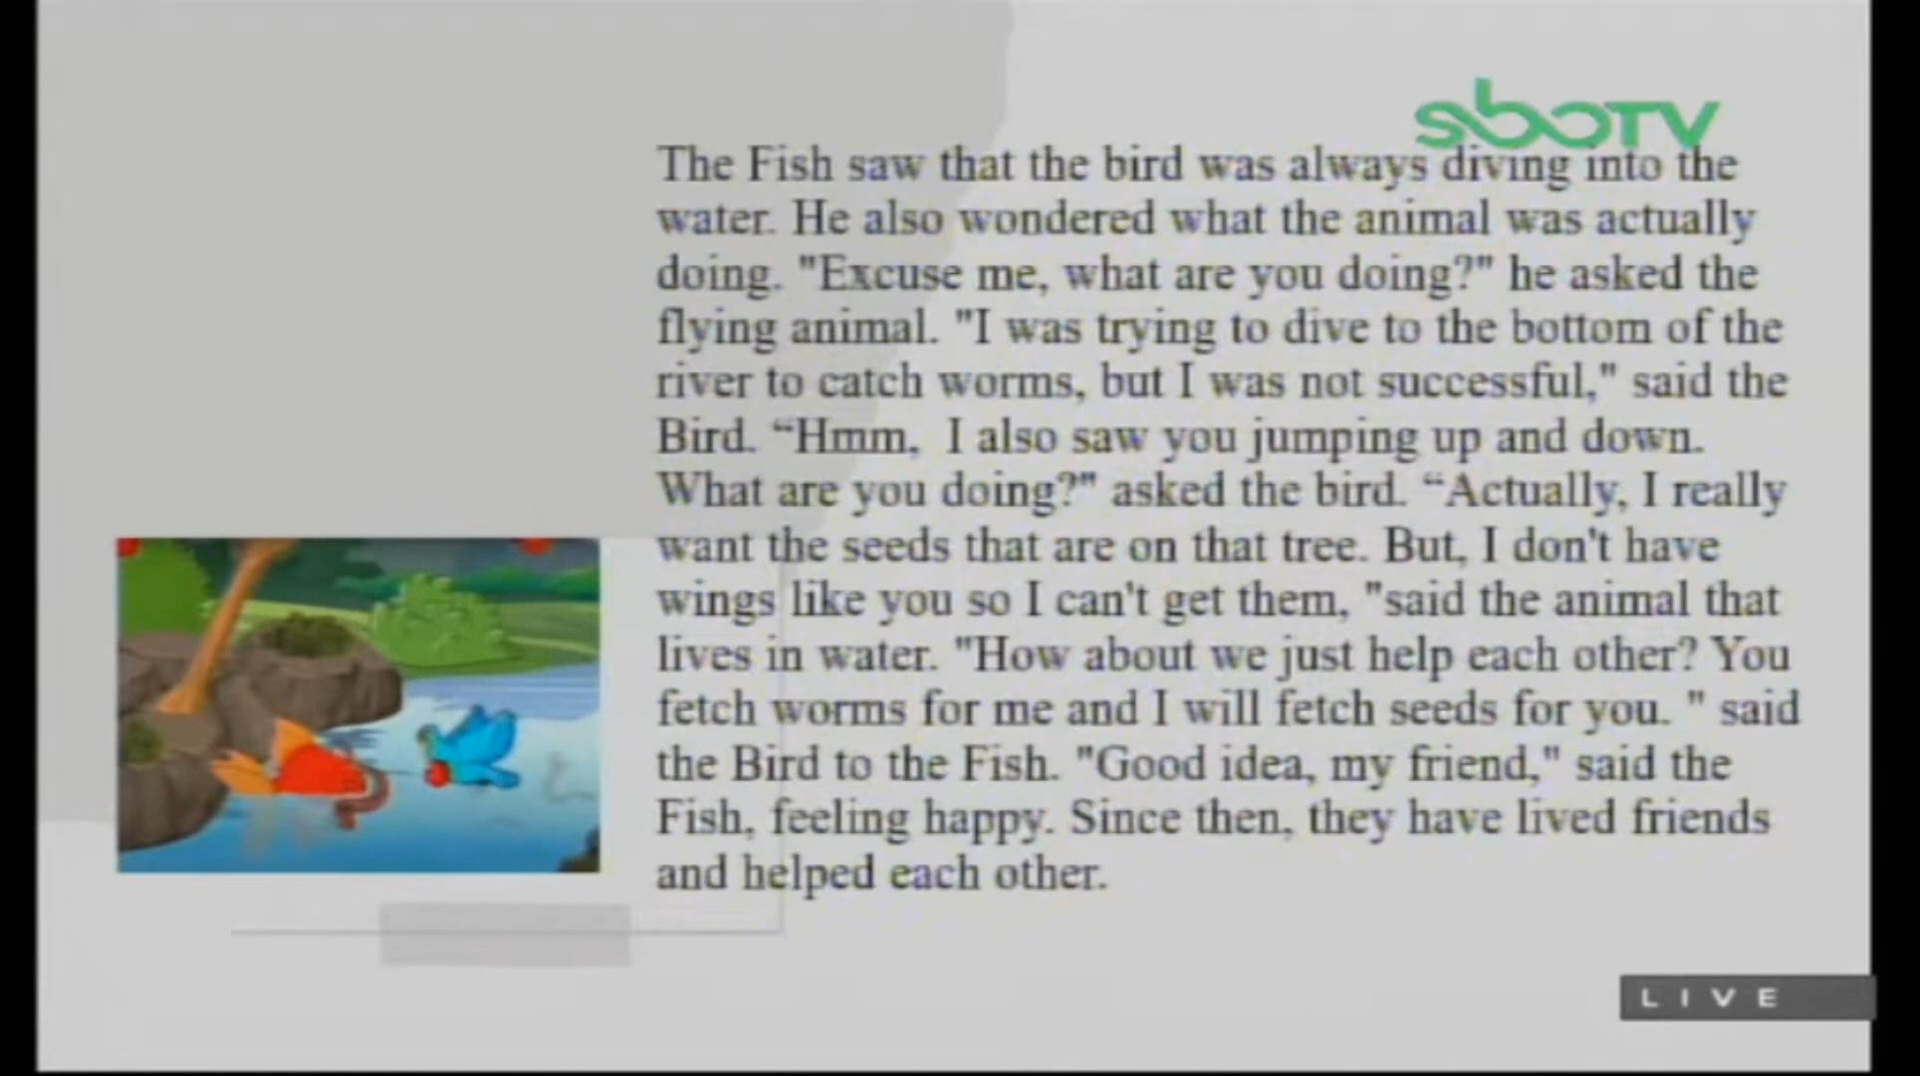 sboTV
The Fish saw that the bird was always diving into the
water. He also wondered what the animal was actually
doing. "Excuse me, what are you doing?" he asked the
flying animal. "I was trying to dive to the bottom of the
river to catch worms, but I was not successful," said the
Bird. “Hmm,  I also saw you jumping up and down.
What are you doing?" asked the bird. “Actually, I really
want the seeds that are on that tree. But, I don't have
wings like you so I can't get them, "said the animal that
lives in water. "How about we just help each other? You
fetch worms for me and I will fetch seeds for you. " said
the Bird to the Fish. "Good idea, my friend," said the
Fish, feeling happy. Since then, they have lived friends
and helped each other.
LIVE